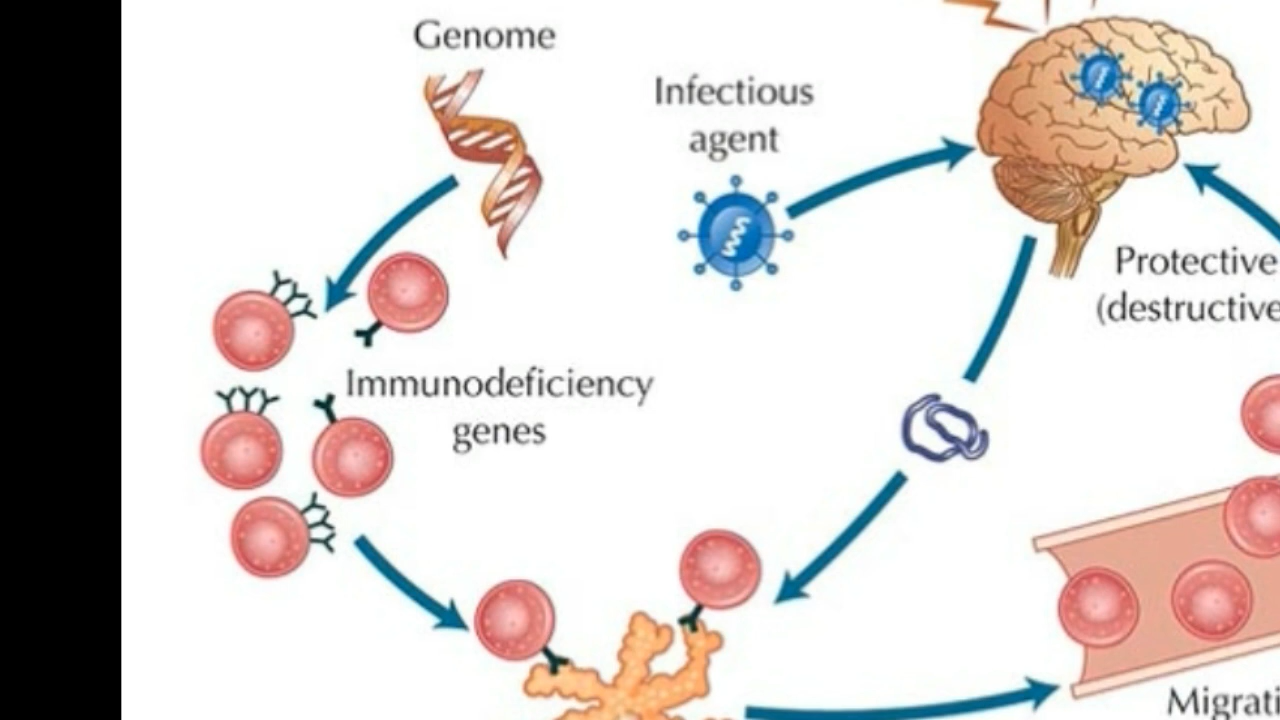 Genome
Infectious
agent
Protective
(destructive
Immunodeficiency
genes
Migrati